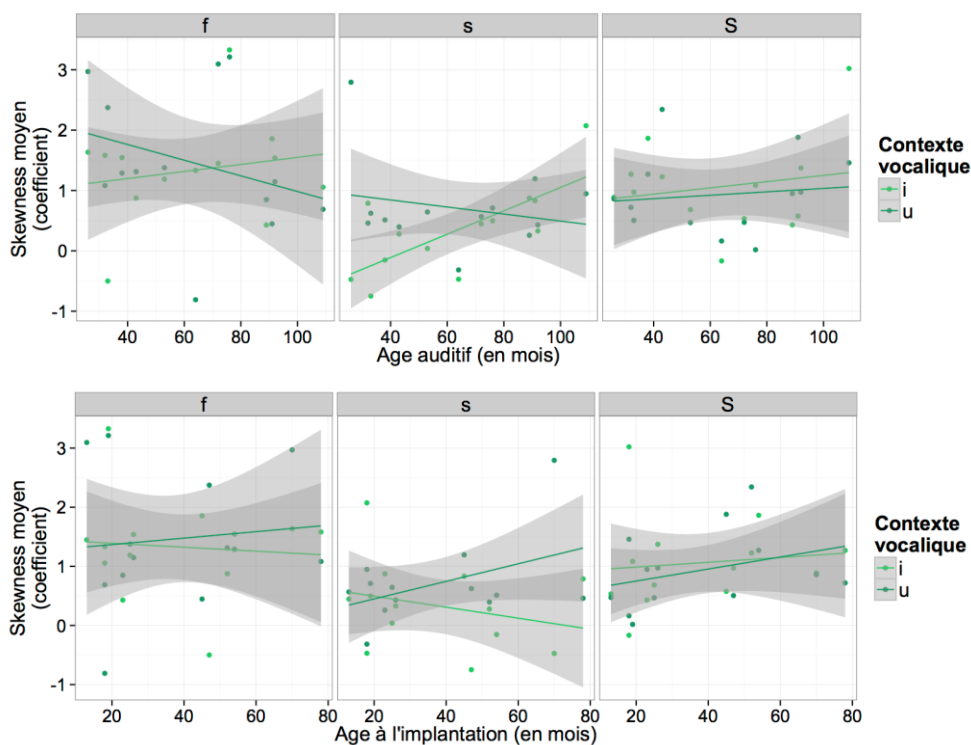 f s S
Skewness moyen
(coefficient)
3
2
1
0
-1
40 60 80 100 40 60 80 100 40 60 80 100
Age auditif (en mois)
Contexte
vocalique
i
u
f s S
Skewness moyen
(coefficient)
3
2
1
0
-1
20 40 60 80 20 40 60 80 20 40 60 80
Age à l'implantation (en mois)
Contexte
vocalique
i
u